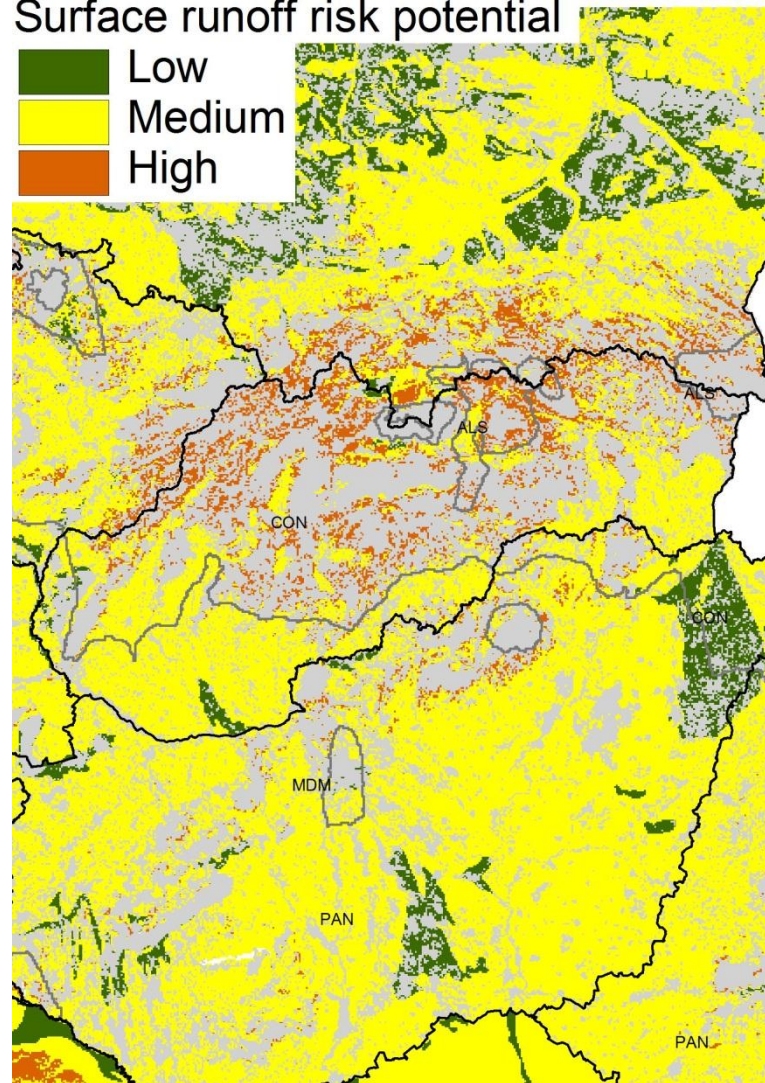 Surface runoff risk potential
Low
Medium
High
ALS
ALS
CON
CON
MDM
PAN
PAN